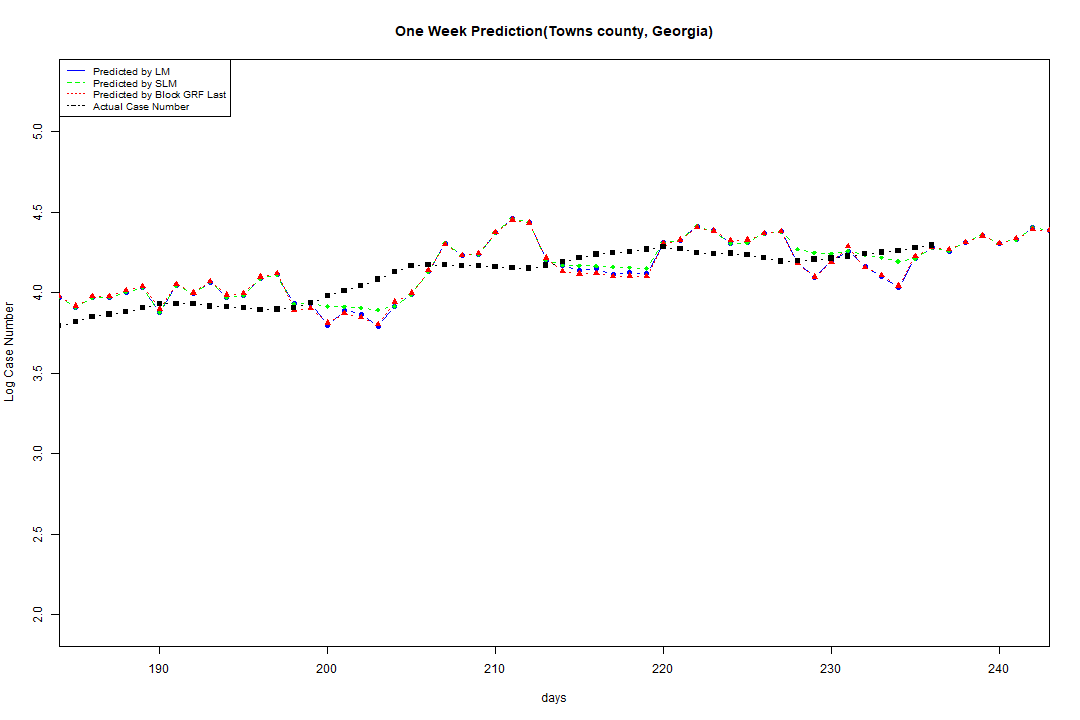 One Week Prediction(Towns county, Georgia)
Predicted by LM
Predicted by SLM
Predicted by Block GRF Last
Actual Case Number
5.0
4.5
4.0
3.5
3.0
2.5
2.0
Log Case Number
190 200 210 220 230 240
days